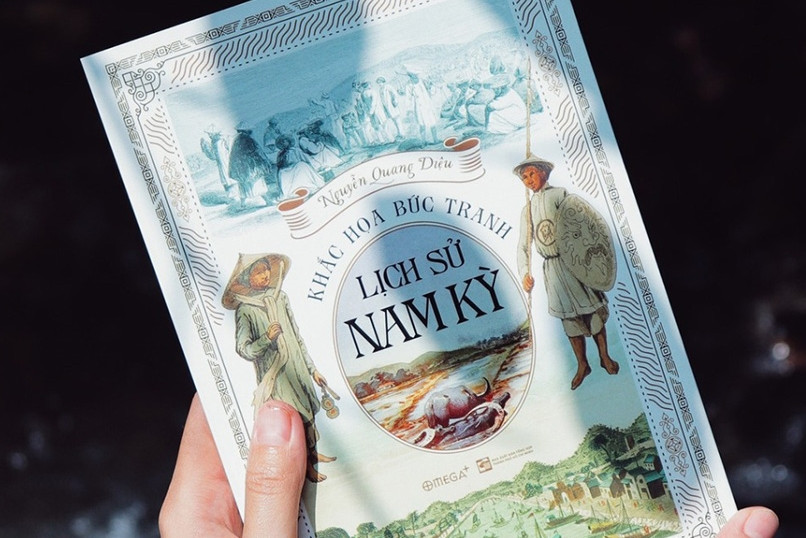 Nguyễn Quang Diệu
KHẮC HỌA BỨC TRANH
LỊCH SỬ
NAM KỲ
OMEGA+